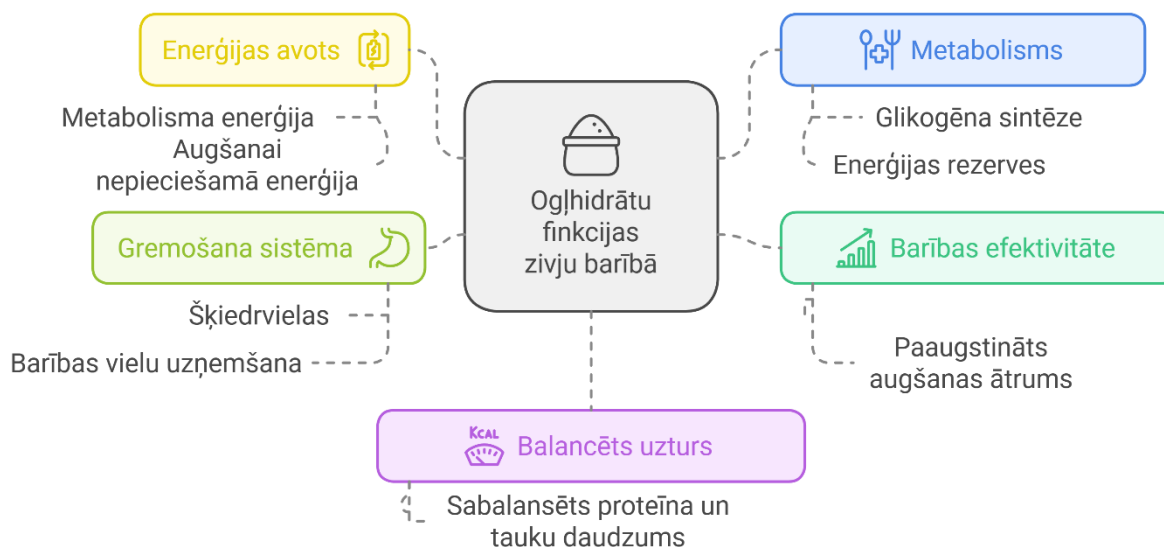 Enerģijas avots
Metabolisma enerģija
Augšanai
nepieciešamā enerģija
Gremošana sistēma
Šķiedrvielas
Barības vielu uzņemšana
Ogļhidrātu
finkcijas
zivju barībā
Metabolisms
Glikogēna sintēze
Enerģijas rezerves
Barības efektivitāte
Paaugstināts
augšanas ātrums
KCAL
Balancēts uzturs
Sabalansēts proteīna un
tauku daudzums